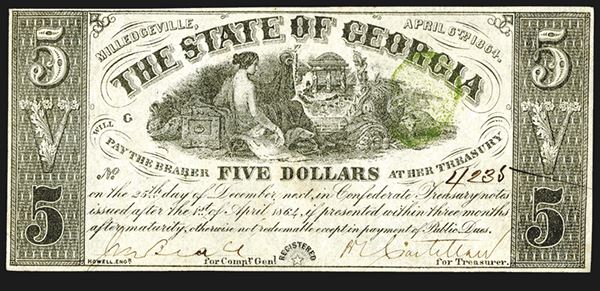 5 MILLEDGEVILLE, APRIL 6TH 1864. 5
THE STATE OF GEORGIA
WILL C
V PAY THE BEARER FIVE DOLLARS AT HER TREASURY V
No 4235
on the 25th day of December, next, in Confederate Treasury notes
issued after the 1st of April 1864, if presented within three months
after maturity, otherwise not redeemable except in payment of Public Dues.
5 5
HOWELL, ENGR. for Compt. Genl. REGISTERED for Treasurer.